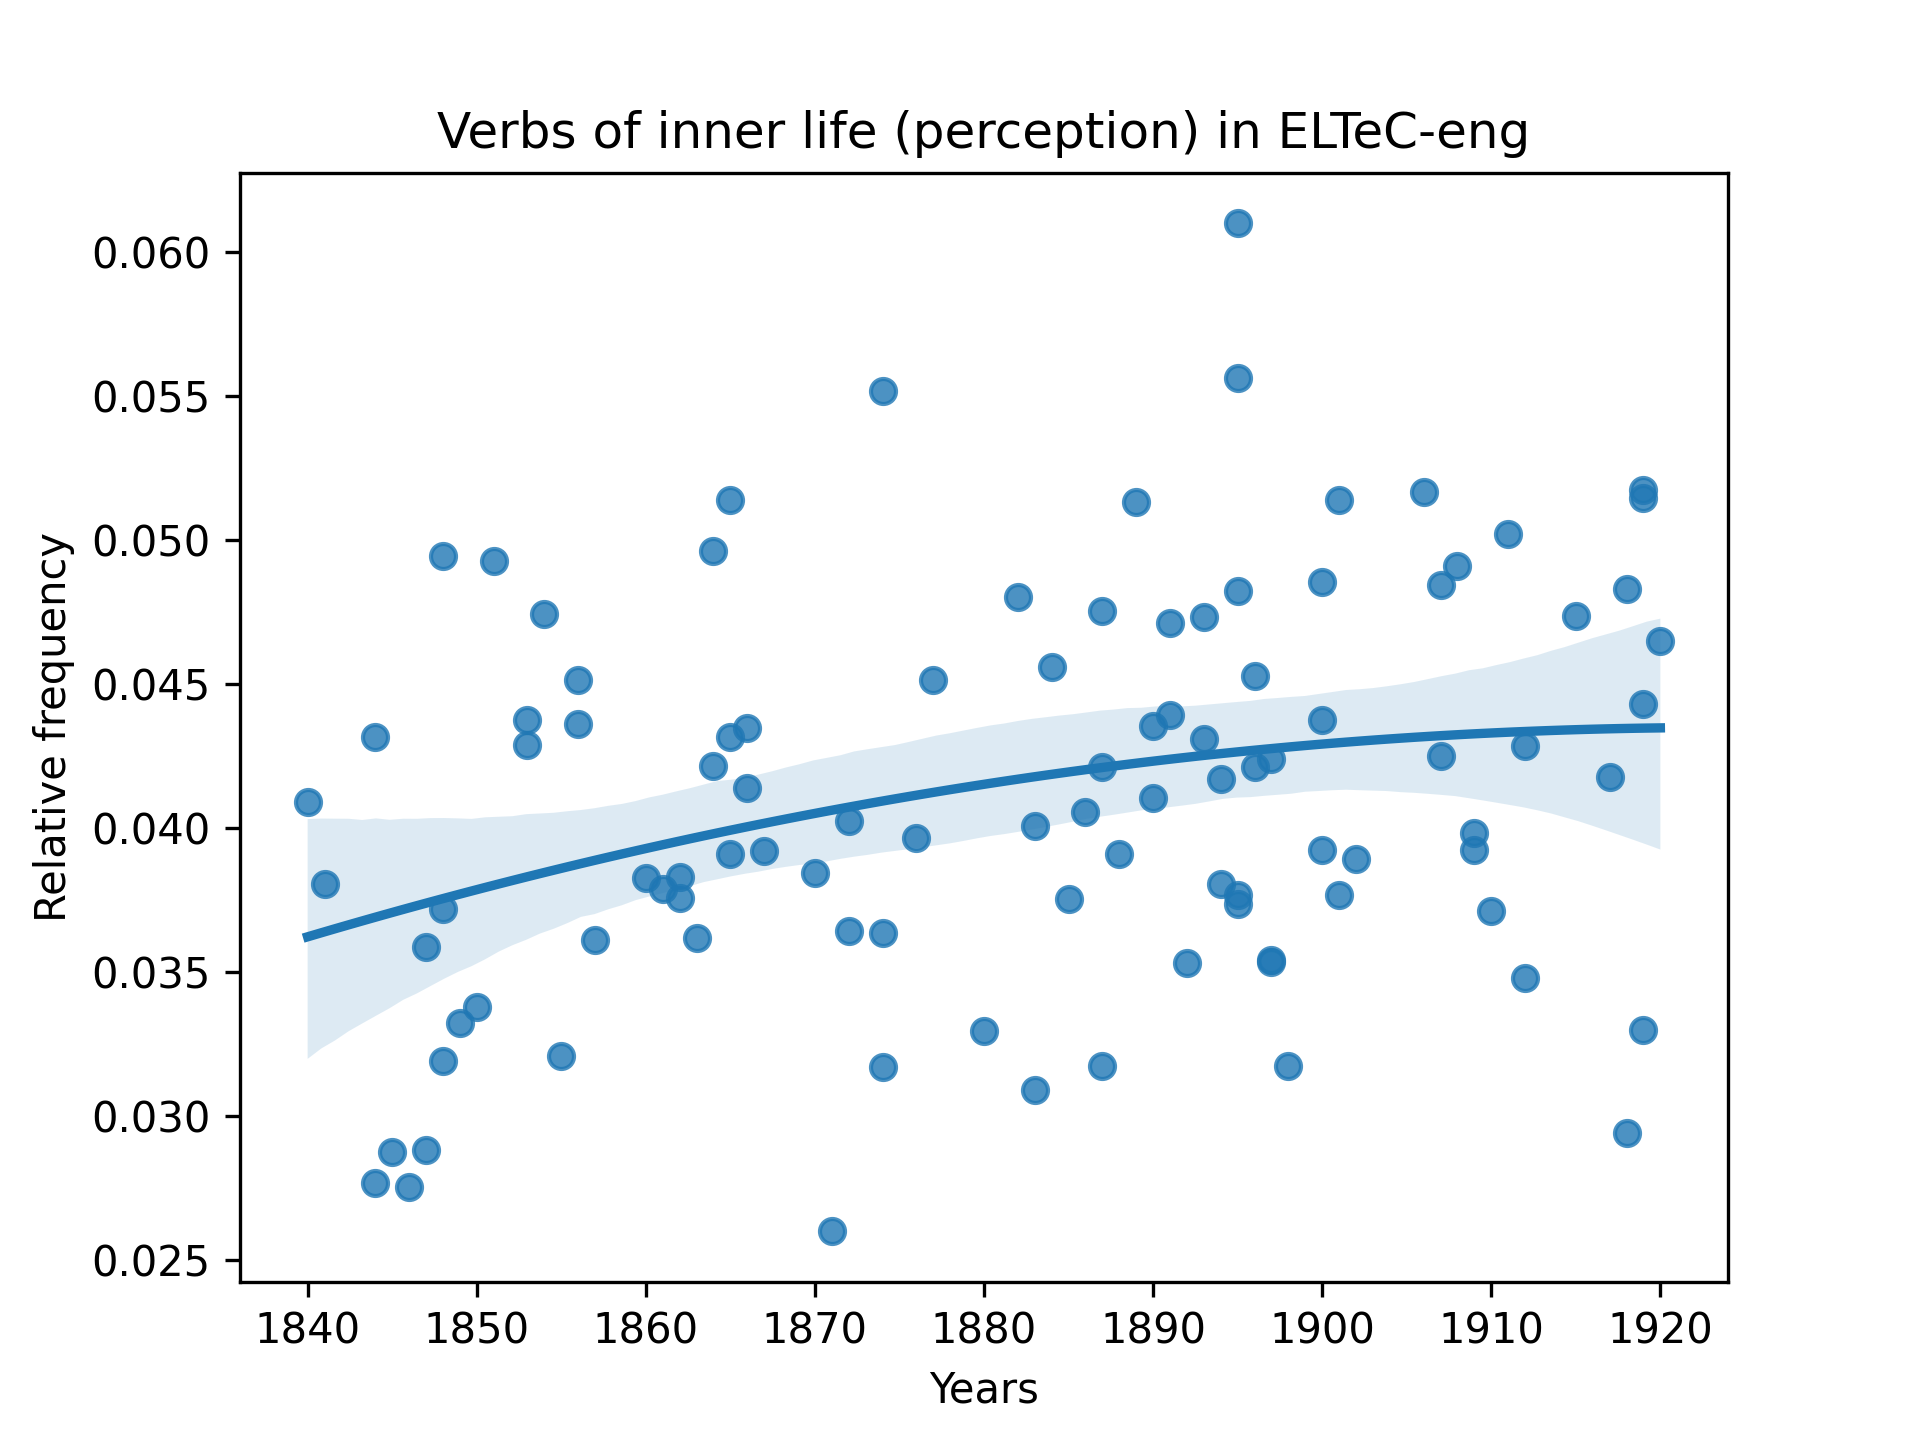 Verbs of inner life (perception) in ELTeC-eng
Relative frequency
0.060
0.055
0.050
0.045
0.040
0.035
0.030
0.025
1840 1850 1860 1870 1880 1890 1900 1910 1920
Years